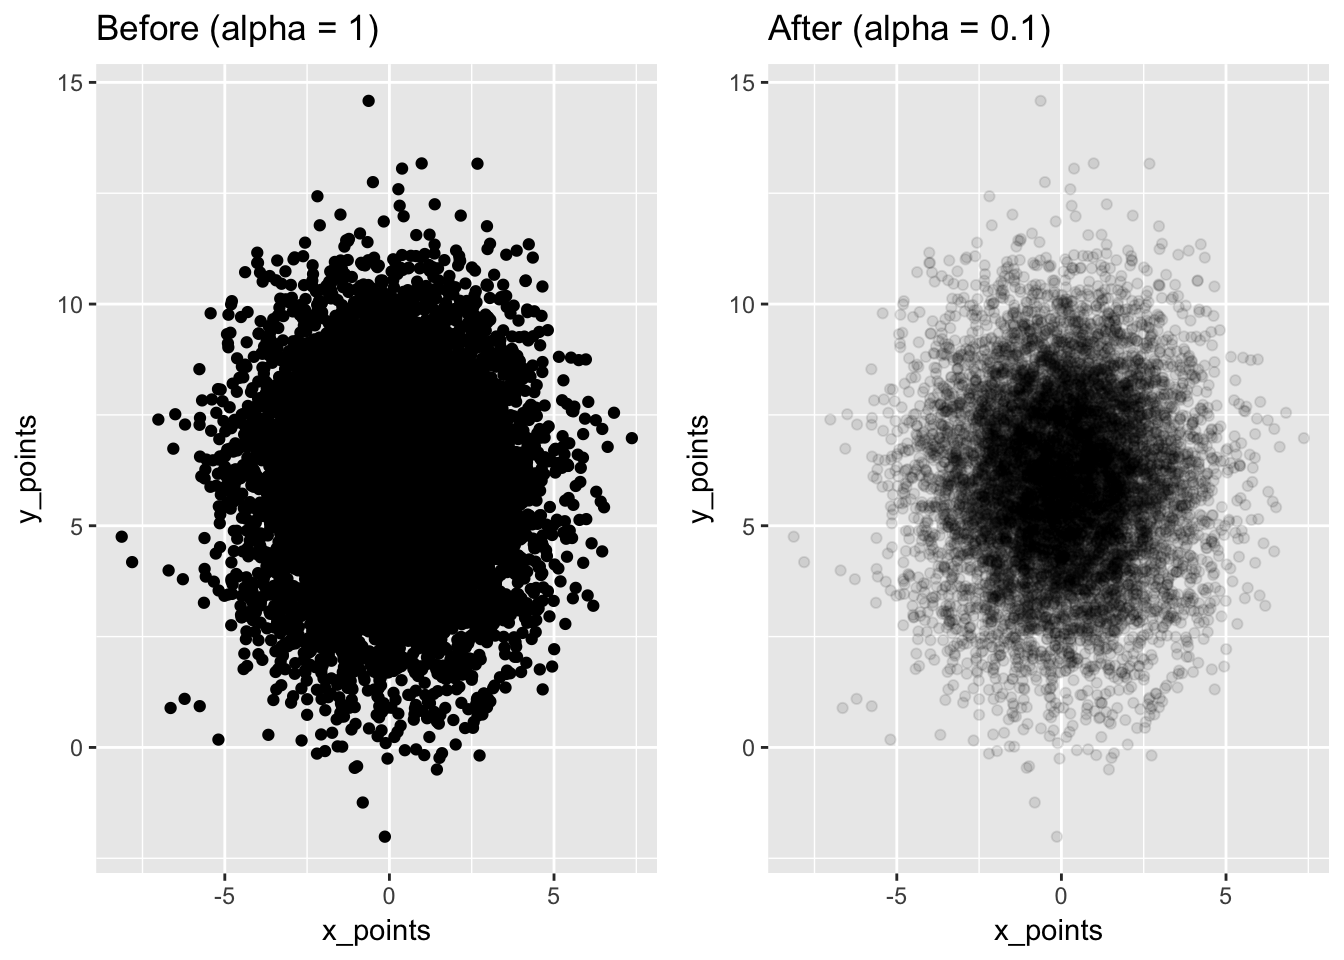 Before (alpha = 1)
15
10
5
0
y_points
-5
0
5
x_points
After (alpha = 0.1)
15
10
5
0
y_points
-5
0
5
x_points